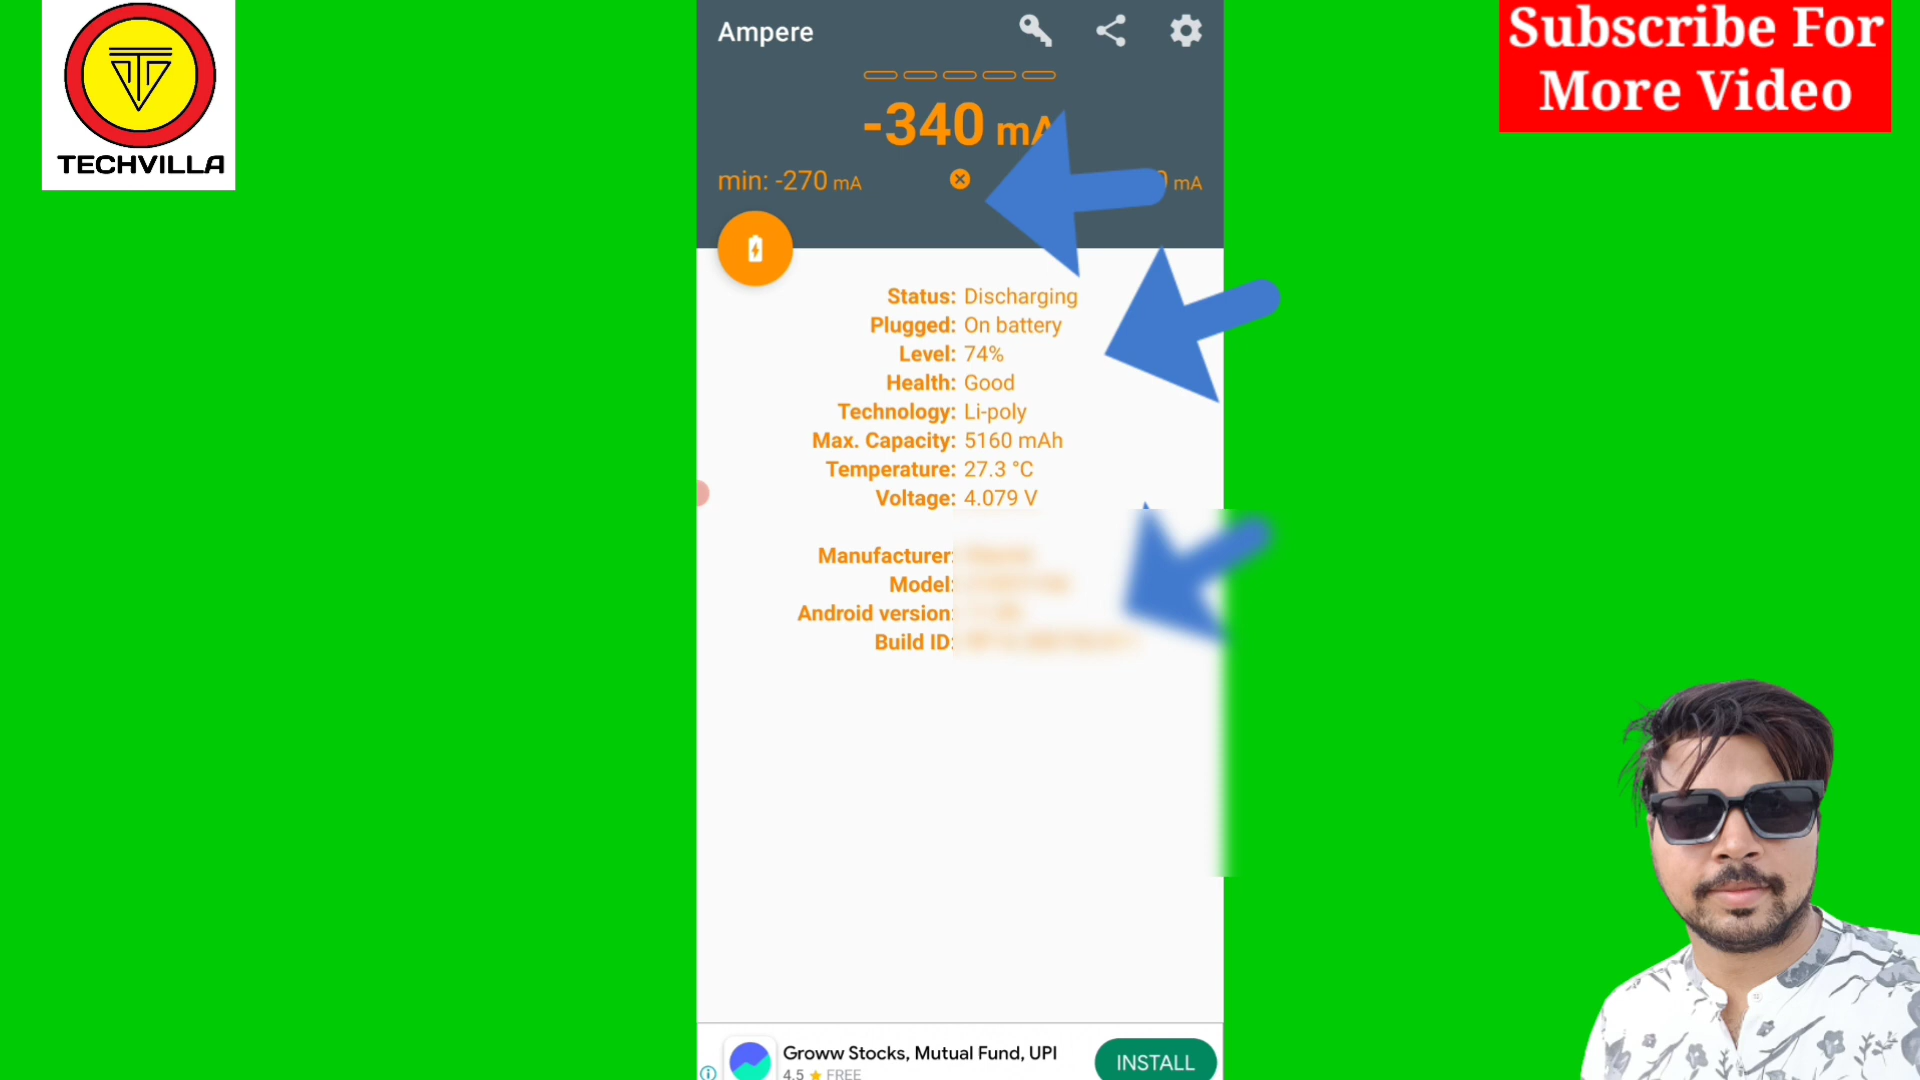 TECHVILLA
Subscribe For
More Video
Ampere
-340 mA
min: -270 mA
mA
Status: Discharging
Plugged: On battery
Level: 74%
Health: Good
Technology: Li-poly
Max. Capacity: 5160 mAh
Temperature: 27.3 °C
Voltage: 4.079 V
Manufacturer:
Model:
Android version:
Build ID:
Groww Stocks, Mutual Fund, UPI
4.5 ★ FREE
INSTALL